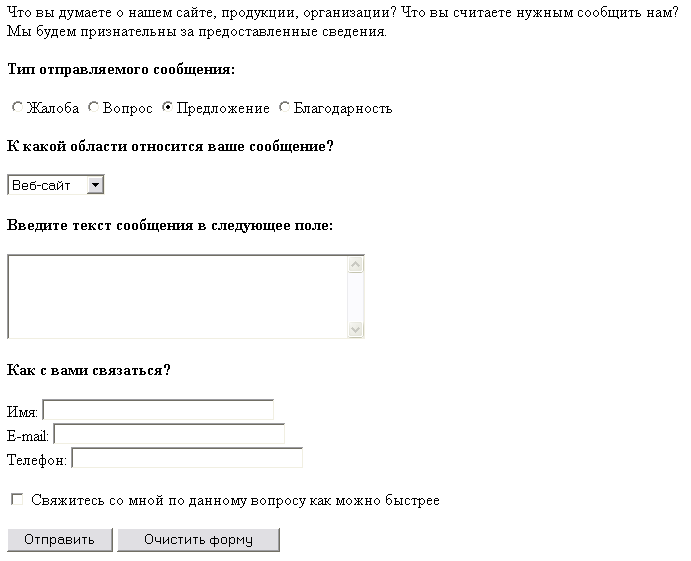 Что вы думаете о нашем сайте, продукции, организации? Что вы считаете нужным сообщить нам?
Мы будем признательны за предоставленные сведения.
Тип отправляемого сообщения:
Жалоба Вопрос Предложение Благодарность
К какой области относится ваше сообщение?
Веб-сайт
Введите текст сообщения в следующее поле:
Как с вами связаться?
Имя:
E-mail:
Телефон:
Свяжитесь со мной по данному вопросу как можно быстрее
Отправить Очистить форму